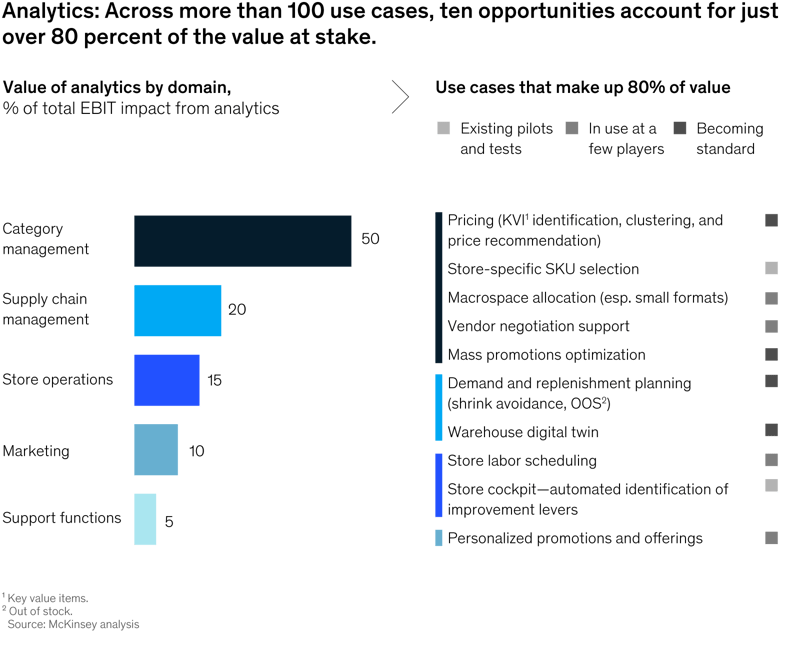 Analytics: Across more than 100 use cases, ten opportunities account for just
over 80 percent of the value at stake.
Value of analytics by domain,
% of total EBIT impact from analytics
Use cases that make up 80% of value
Existing pilots
and tests
In use at a
few players
Becoming
standard
Category
management
50
Supply chain
management
20
Store operations
15
Marketing
10
Support functions
5
Pricing (KVI¹ identification, clustering, and
price recommendation)
Store-specific SKU selection
Macrospace allocation (esp. small formats)
Vendor negotiation support
Mass promotions optimization
Demand and replenishment planning
(shrink avoidance, OOS²)
Warehouse digital twin
Store labor scheduling
Store cockpit—automated identification of
improvement levers
Personalized promotions and offerings
¹ Key value items.
² Out of stock.
Source: McKinsey analysis